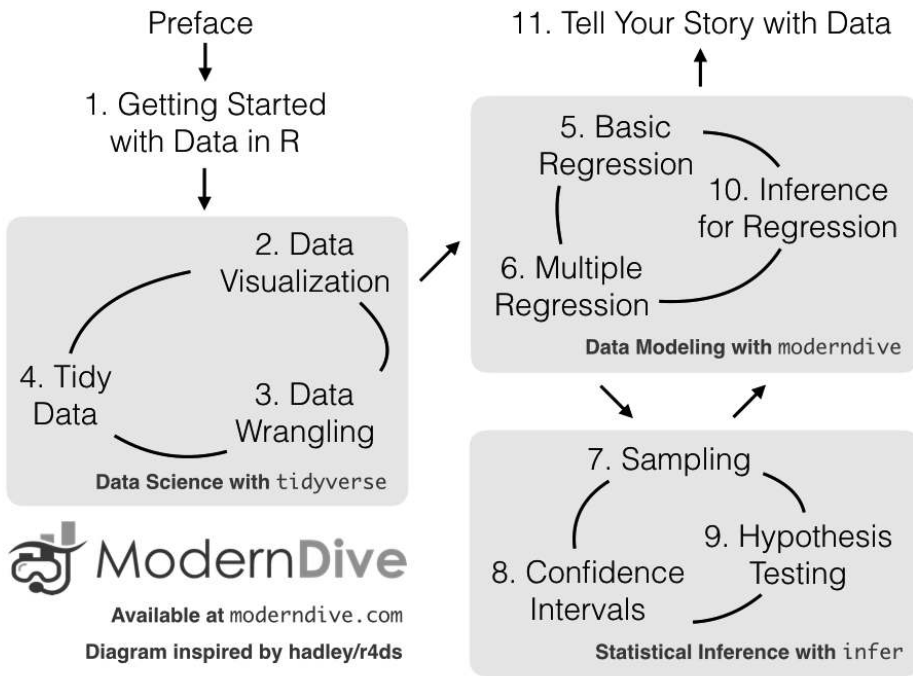 Preface
1. Getting Started
with Data in R
2. Data
Visualization
4. Tidy
Data
3. Data
Wrangling
Data Science with tidyverse
ModernDive
Available at moderndive.com
Diagram inspired by hadley/r4ds
11. Tell Your Story with Data
5. Basic
Regression
10. Inference
for Regression
6. Multiple
Regression
Data Modeling with moderndive
7. Sampling
9. Hypothesis
Testing
8. Confidence
Intervals
Statistical Inference with infer